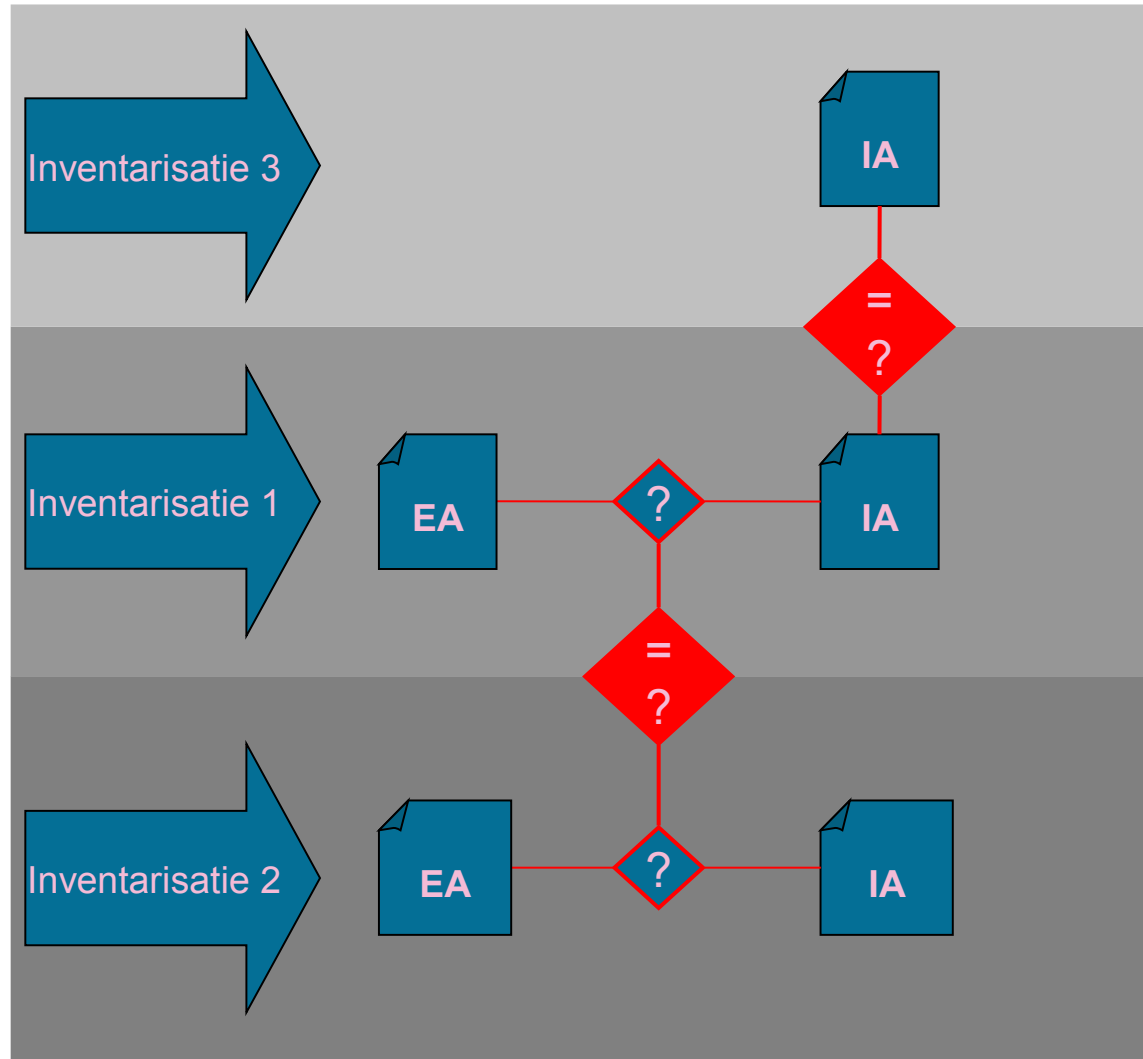 Inventarisatie 3
IA
=
?
Inventarisatie 1
EA
?
IA
=
?
Inventarisatie 2
EA
?
IA